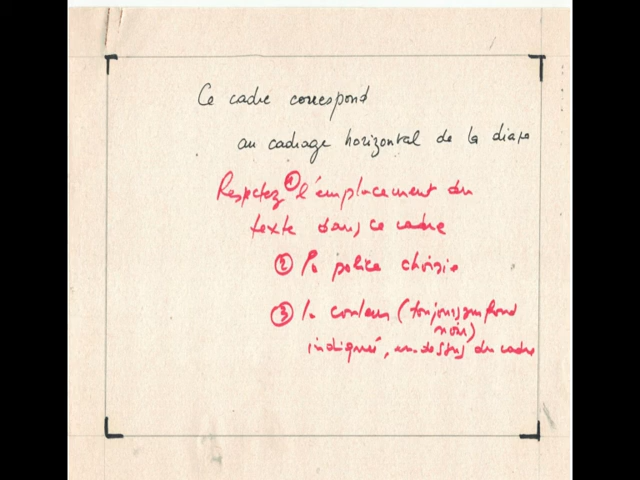 Ce cadre correspond
au cadrage horizontal de la diapo
Respectez ① l'emplacement du
texte dans ce cadre
② la police choisie
③ la couleur (toujours sur fond
noir)
indiquée, au-dessus du cadre